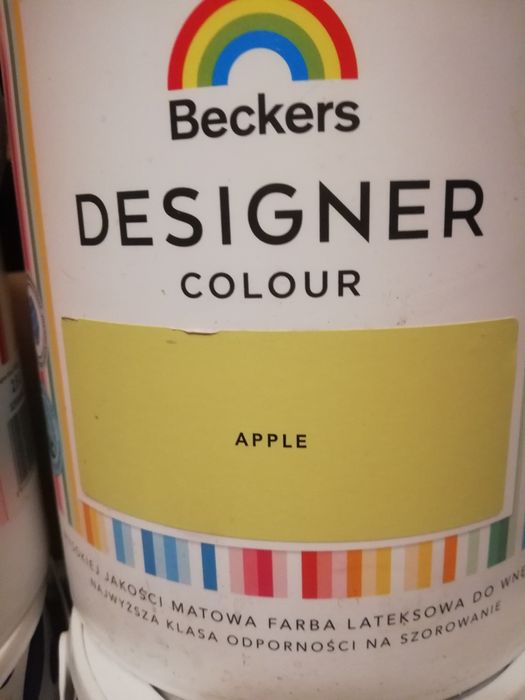 Beckers
DESIGNER
COLOUR
APPLE
JAKOŚCI MATOWA FARBA LATEKSOWA DO
NAJWYŻSZA KLASA ODPORNOŚCI NA SZOROWANIE